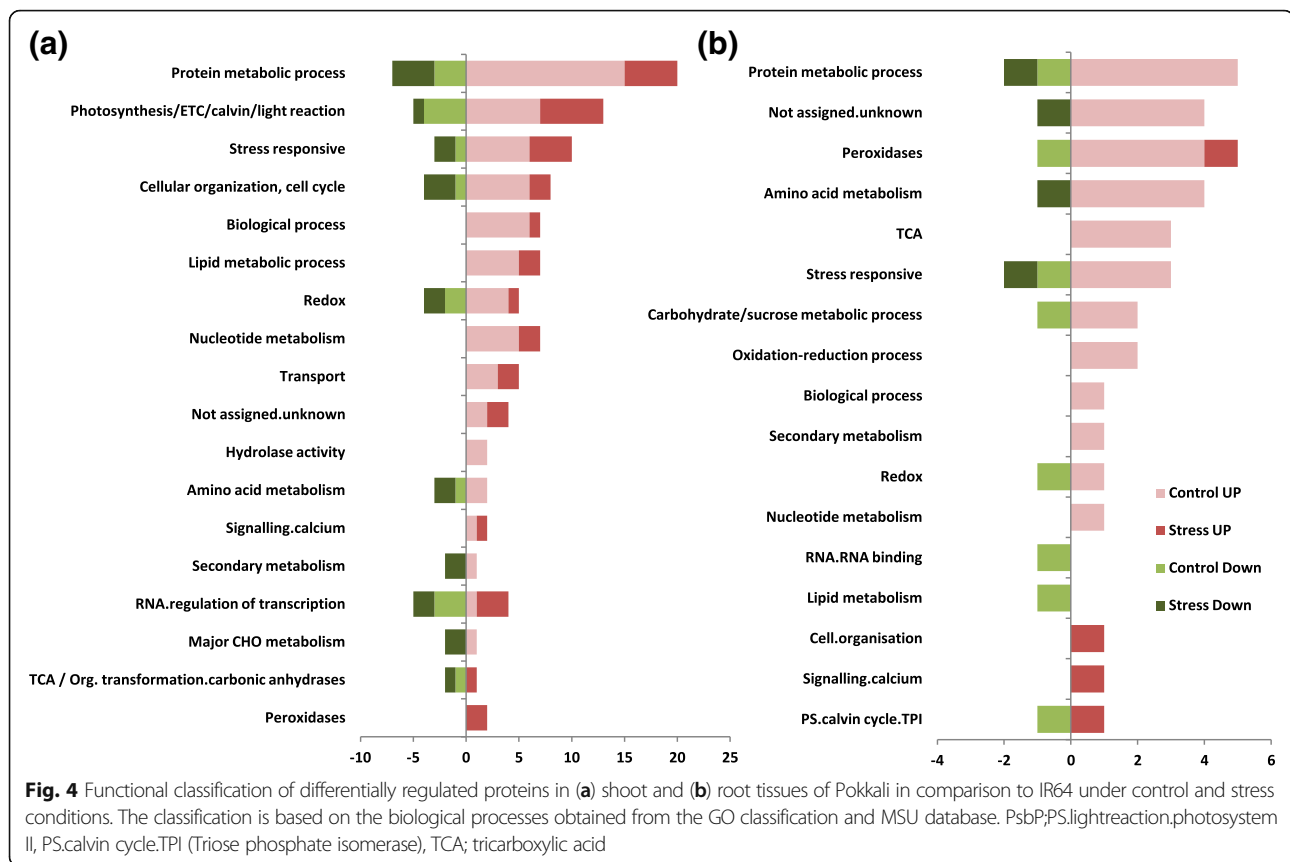 (a)
Protein metabolic process
Photosynthesis/ETC/calvin/light reaction
Stress responsive
Cellular organization, cell cycle
Biological process
Lipid metabolic process
Redox
Nucleotide metabolism
Transport
Not assigned.unknown
Hydrolase activity
Amino acid metabolism
Signalling.calcium
Secondary metabolism
RNA.regulation of transcription
Major CHO metabolism
TCA / Org. transformation.carbonic anhydrases
Peroxidases
-10 -5 0 5 10 15 20 25
(b)
Protein metabolic process
Not assigned.unknown
Peroxidases
Amino acid metabolism
TCA
Stress responsive
Carbohydrate/sucrose metabolic process
Oxidation-reduction process
Biological process
Secondary metabolism
Redox
Nucleotide metabolism
RNA.RNA binding
Lipid metabolism
Cell.organisation
Signalling.calcium
PS.calvin cycle.TPI
-4 -2 0 2 4 6
Control UP
Stress UP
Control Down
Stress Down
Fig. 4 Functional classification of differentially regulated proteins in (a) shoot and (b) root tissues of Pokkali in comparison to IR64 under control and stress
conditions. The classification is based on the biological processes obtained from the GO classification and MSU database. PsbP;PS.lightreaction.photosystem
II, PS.calvin cycle.TPI (Triose phosphate isomerase), TCA; tricarboxylic acid